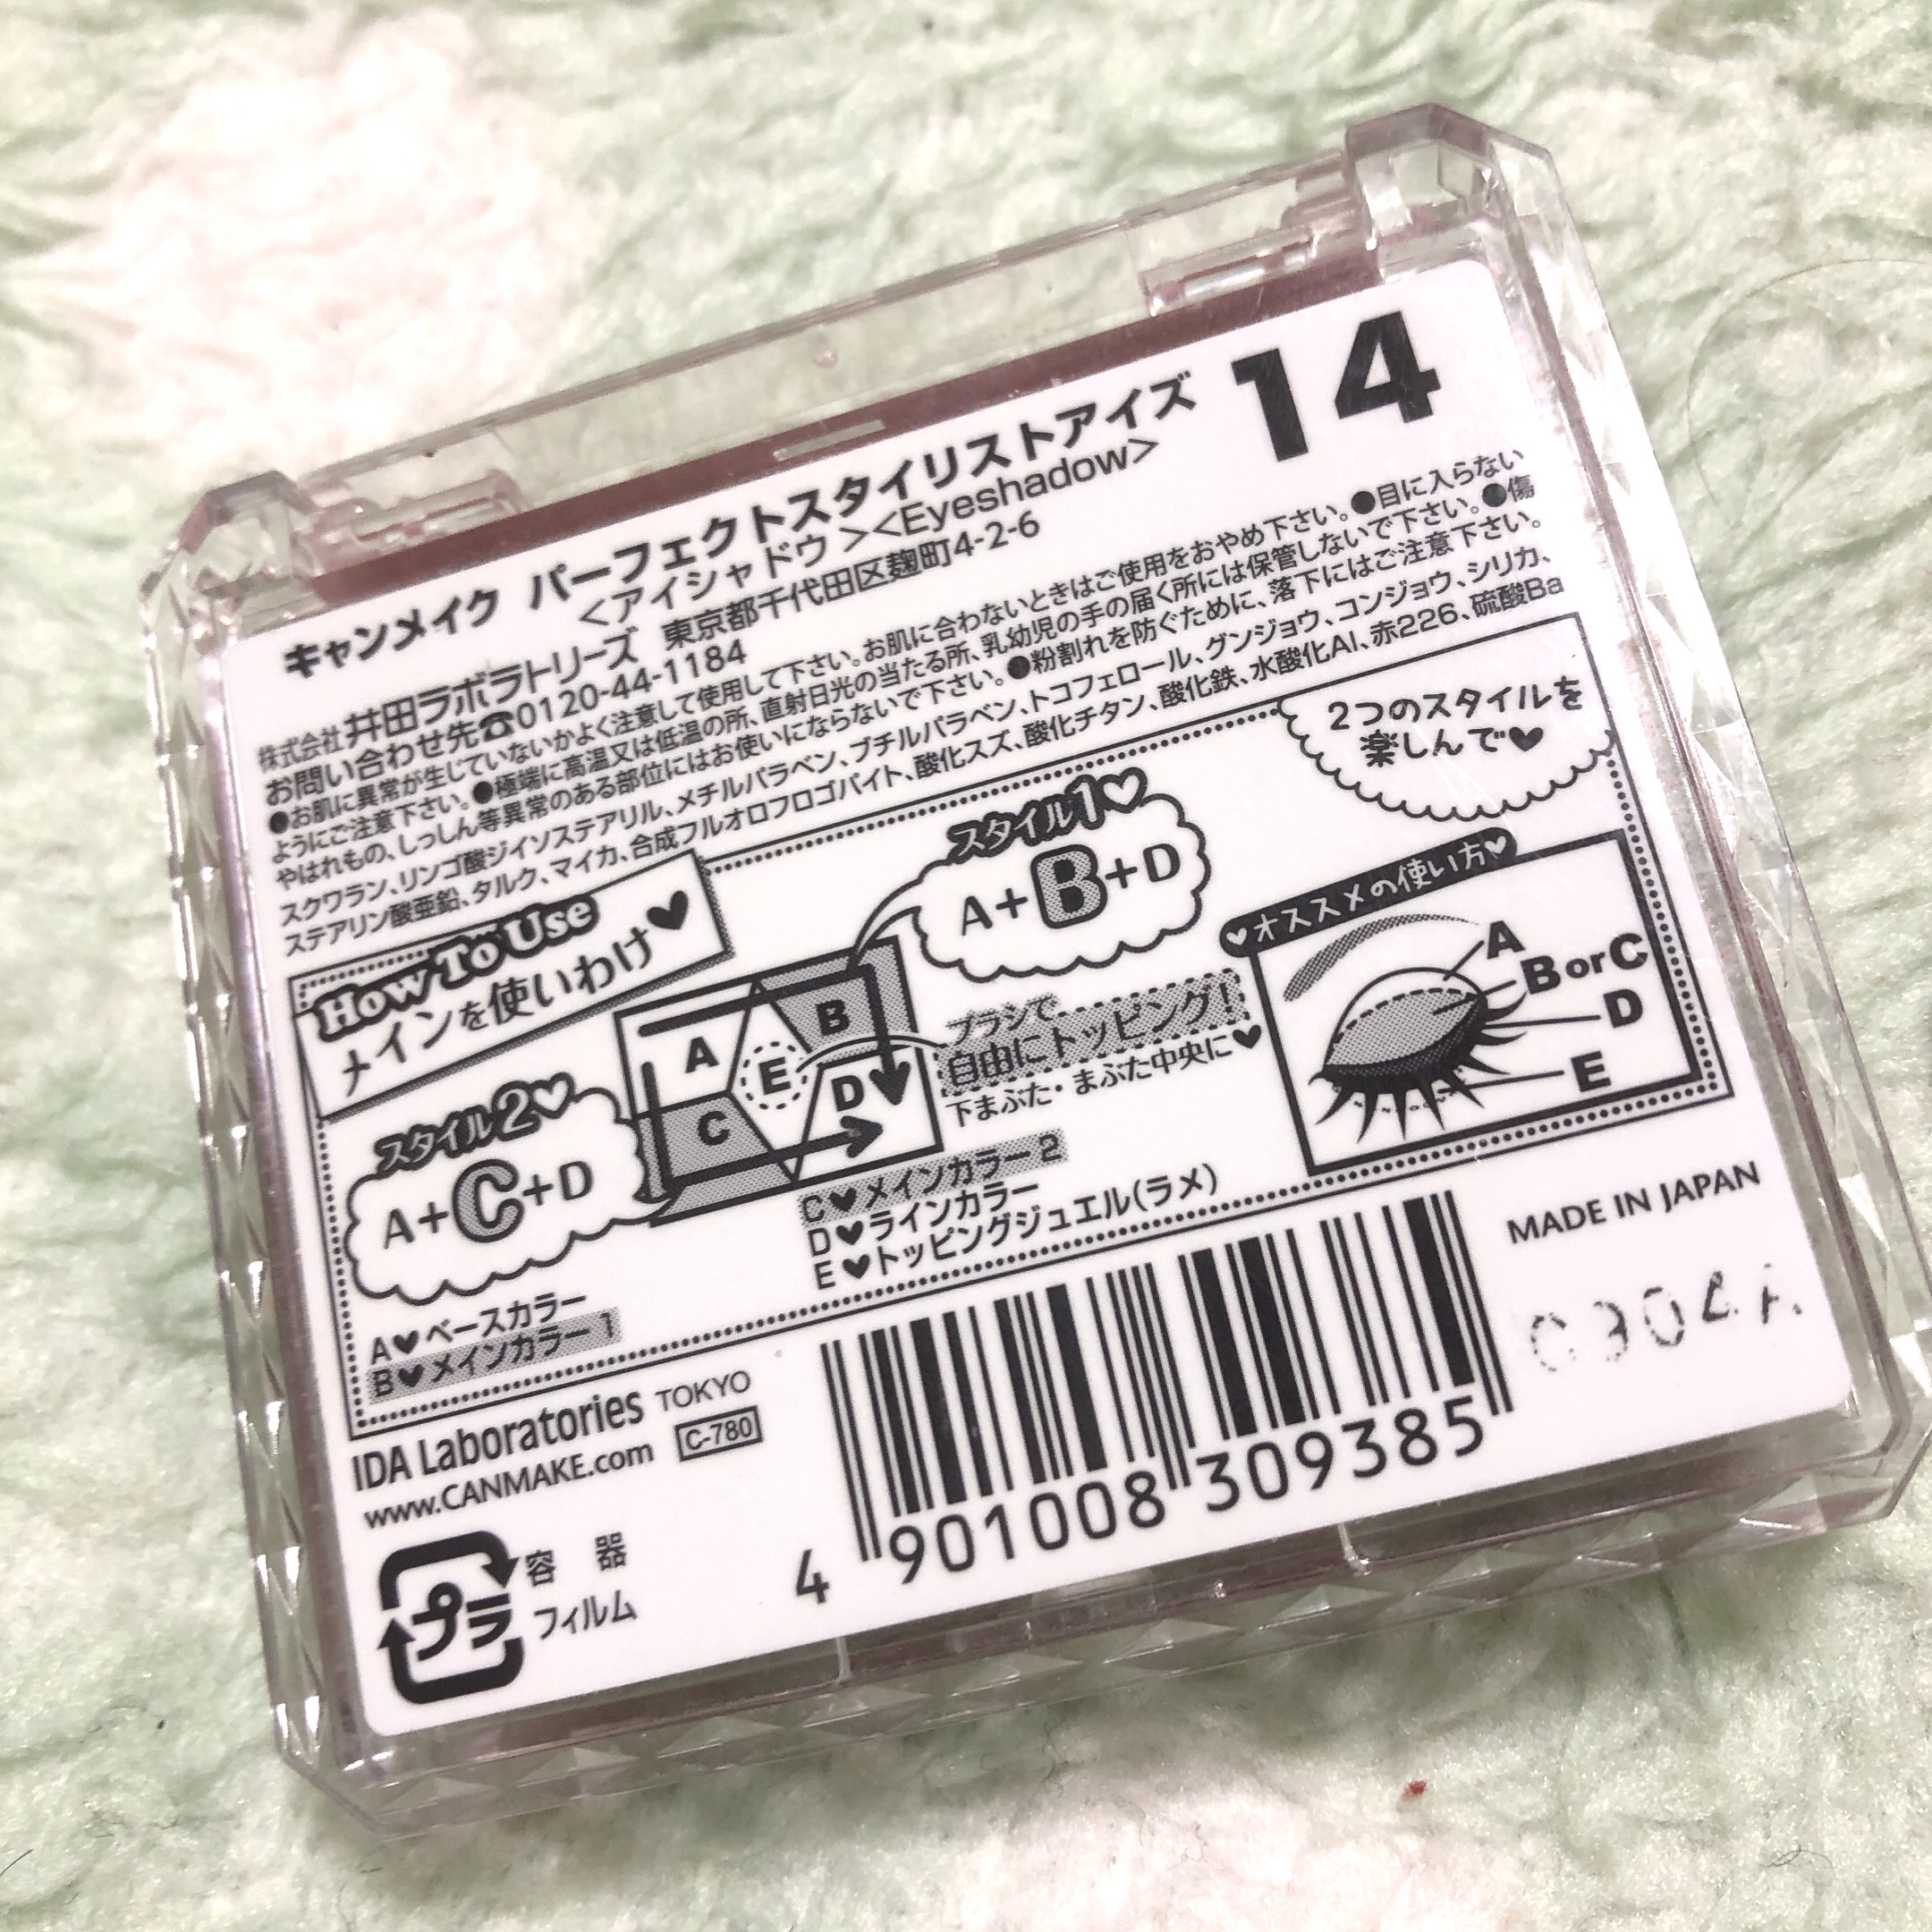 キャンメイク パーフェクトスタイリストアイズ
<アイシャドウ><Eyeshadow>
14
株式会社 井田ラボラトリーズ 東京都千代田区麹町4-2-6
お問い合わせ先☎0120-44-1184
●お肌に異常が生じていないかよく注意して使用して下さい。お肌に合わないときはご使用をおやめ下さい。●目に入らない
ようにご注意下さい。●極端に高温又は低温の所、直射日光の当たる所、乳幼児の手の届く所には保管しないで下さい。●傷
やはれもの、しっしん等異常のある部位にはお使いにならないで下さい。●粉割れを防ぐために、落下にはご注意下さい。
スクワラン、リンゴ酸ジイソステアリル、メチルパラベン、ブチルパラベン、トコフェロール、グンジョウ、コンジョウ、シリカ、
ステアリン酸亜鉛、タルク、マイカ、合成フルオロフロゴパイト、酸化スズ、酸化チタン、酸化鉄、水酸化Al、赤226、硫酸Ba
How To Use
メインを使いわけ♥
2つのスタイルを
楽しんで♥
スタイル1♡
A+B+D
スタイル2♡
A+C+D
A
B
C
D
E
ブラシで
自由にトッピング!
下まぶた・まぶた中央に♥
♥オススメの使い方♥
A
B or C
D
E
A♥ベースカラー
B♥メインカラー1
C♥メインカラー2
D♥ラインカラー
E♥トッピングジュエル(ラメ)
IDA Laboratories TOKYO
www.CANMAKE.com C-780
プラ
容 器
フィルム
4 901008 309385
MADE IN JAPAN